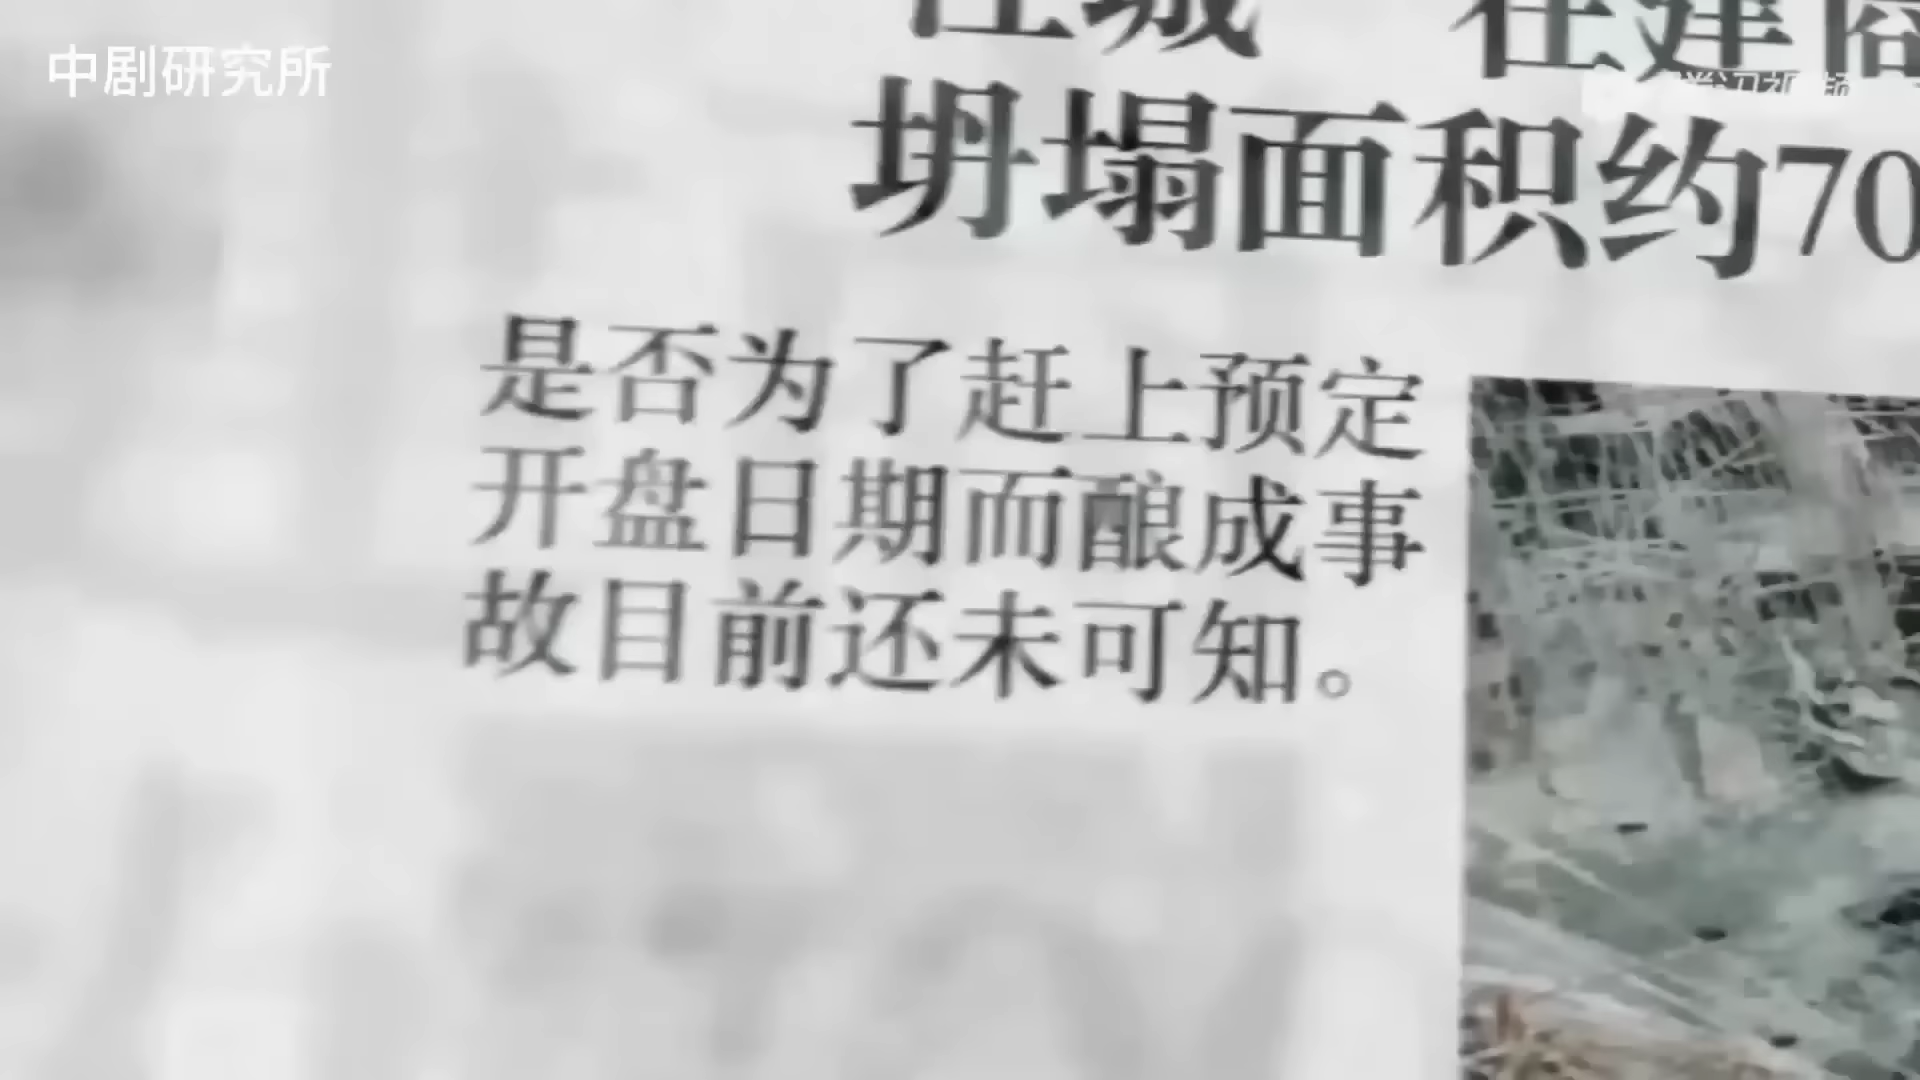 中剧研究所
坍塌面积约70
是否为了赶上预定
开盘日期而酿成事
故目前还未可知。